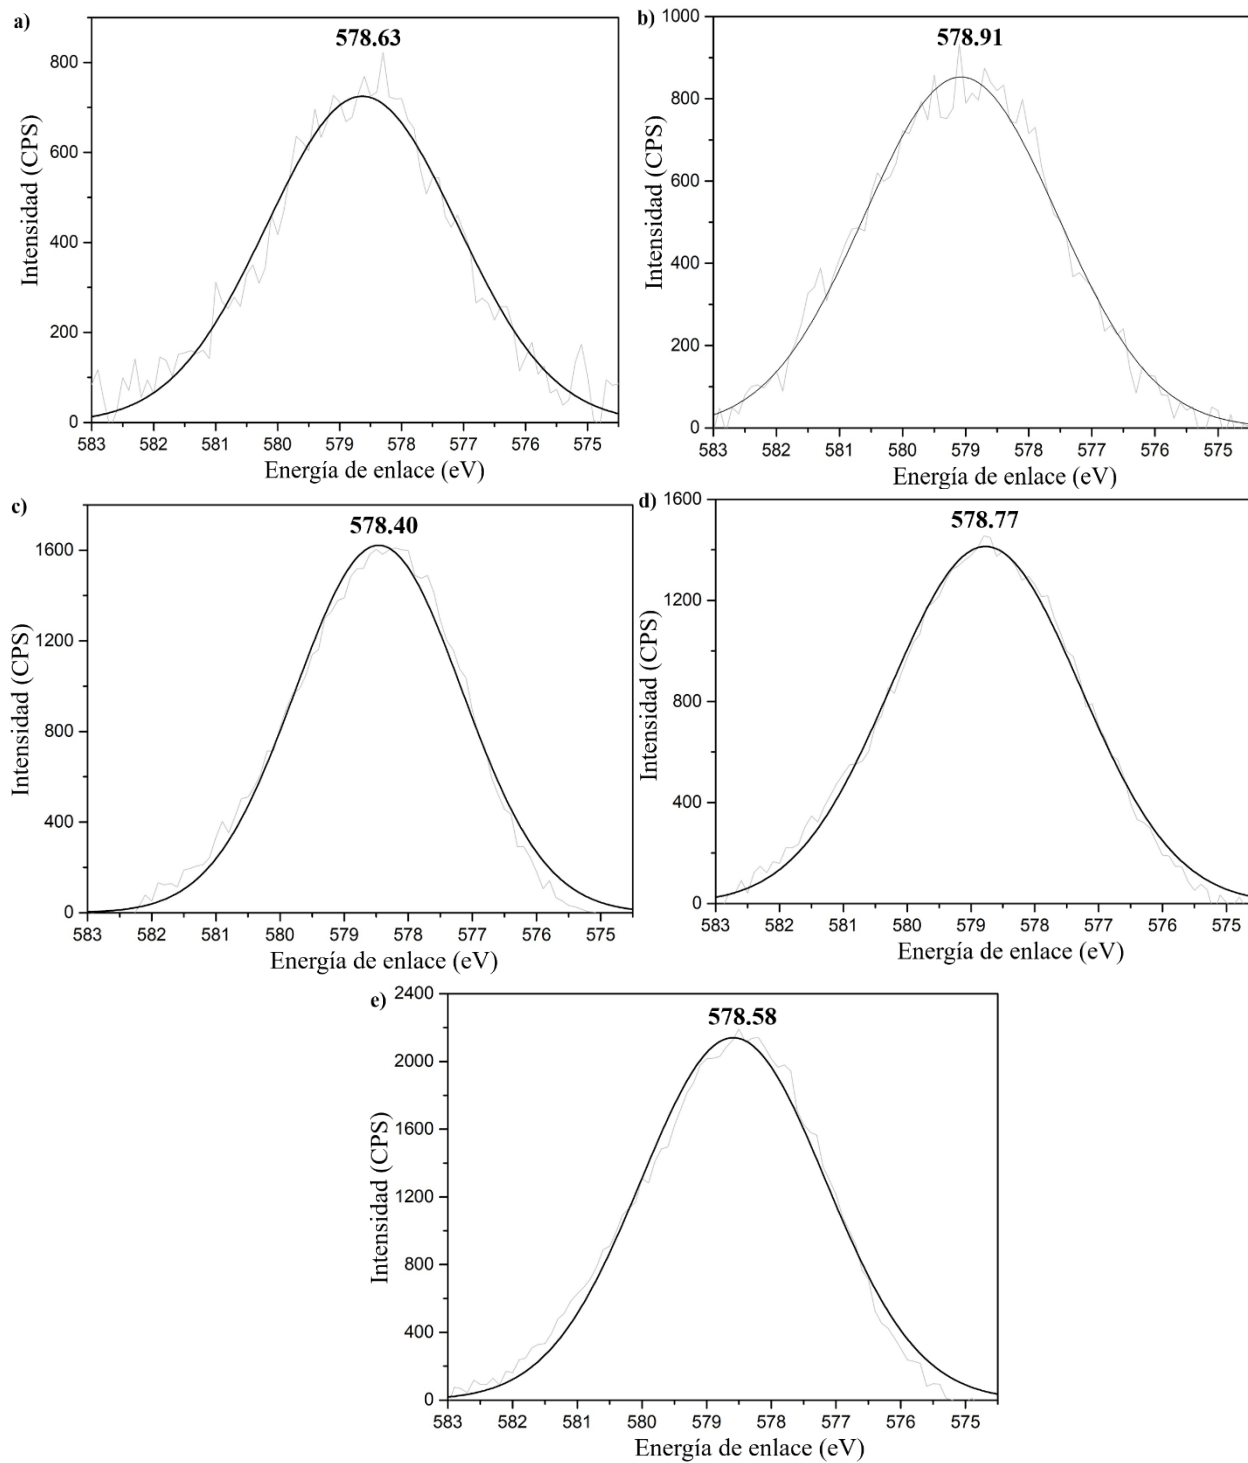 a)
578.63
800
600
400
200
0
Intensidad (CPS)
583 582 581 580 579 578 577 576 575
Energía de enlace (eV)
b)
578.91
1000
800
600
400
200
0
Intensidad (CPS)
583 582 581 580 579 578 577 576 575
Energía de enlace (eV)
c)
578.40
1600
1200
800
400
0
Intensidad (CPS)
583 582 581 580 579 578 577 576 575
Energía de enlace (eV)
d)
578.77
1600
1200
800
400
0
Intensidad (CPS)
583 582 581 580 579 578 577 576 575
Energía de enlace (eV)
e)
578.58
2400
2000
1600
1200
800
400
0
Intensidad (CPS)
583 582 581 580 579 578 577 576 575
Energía de enlace (eV)